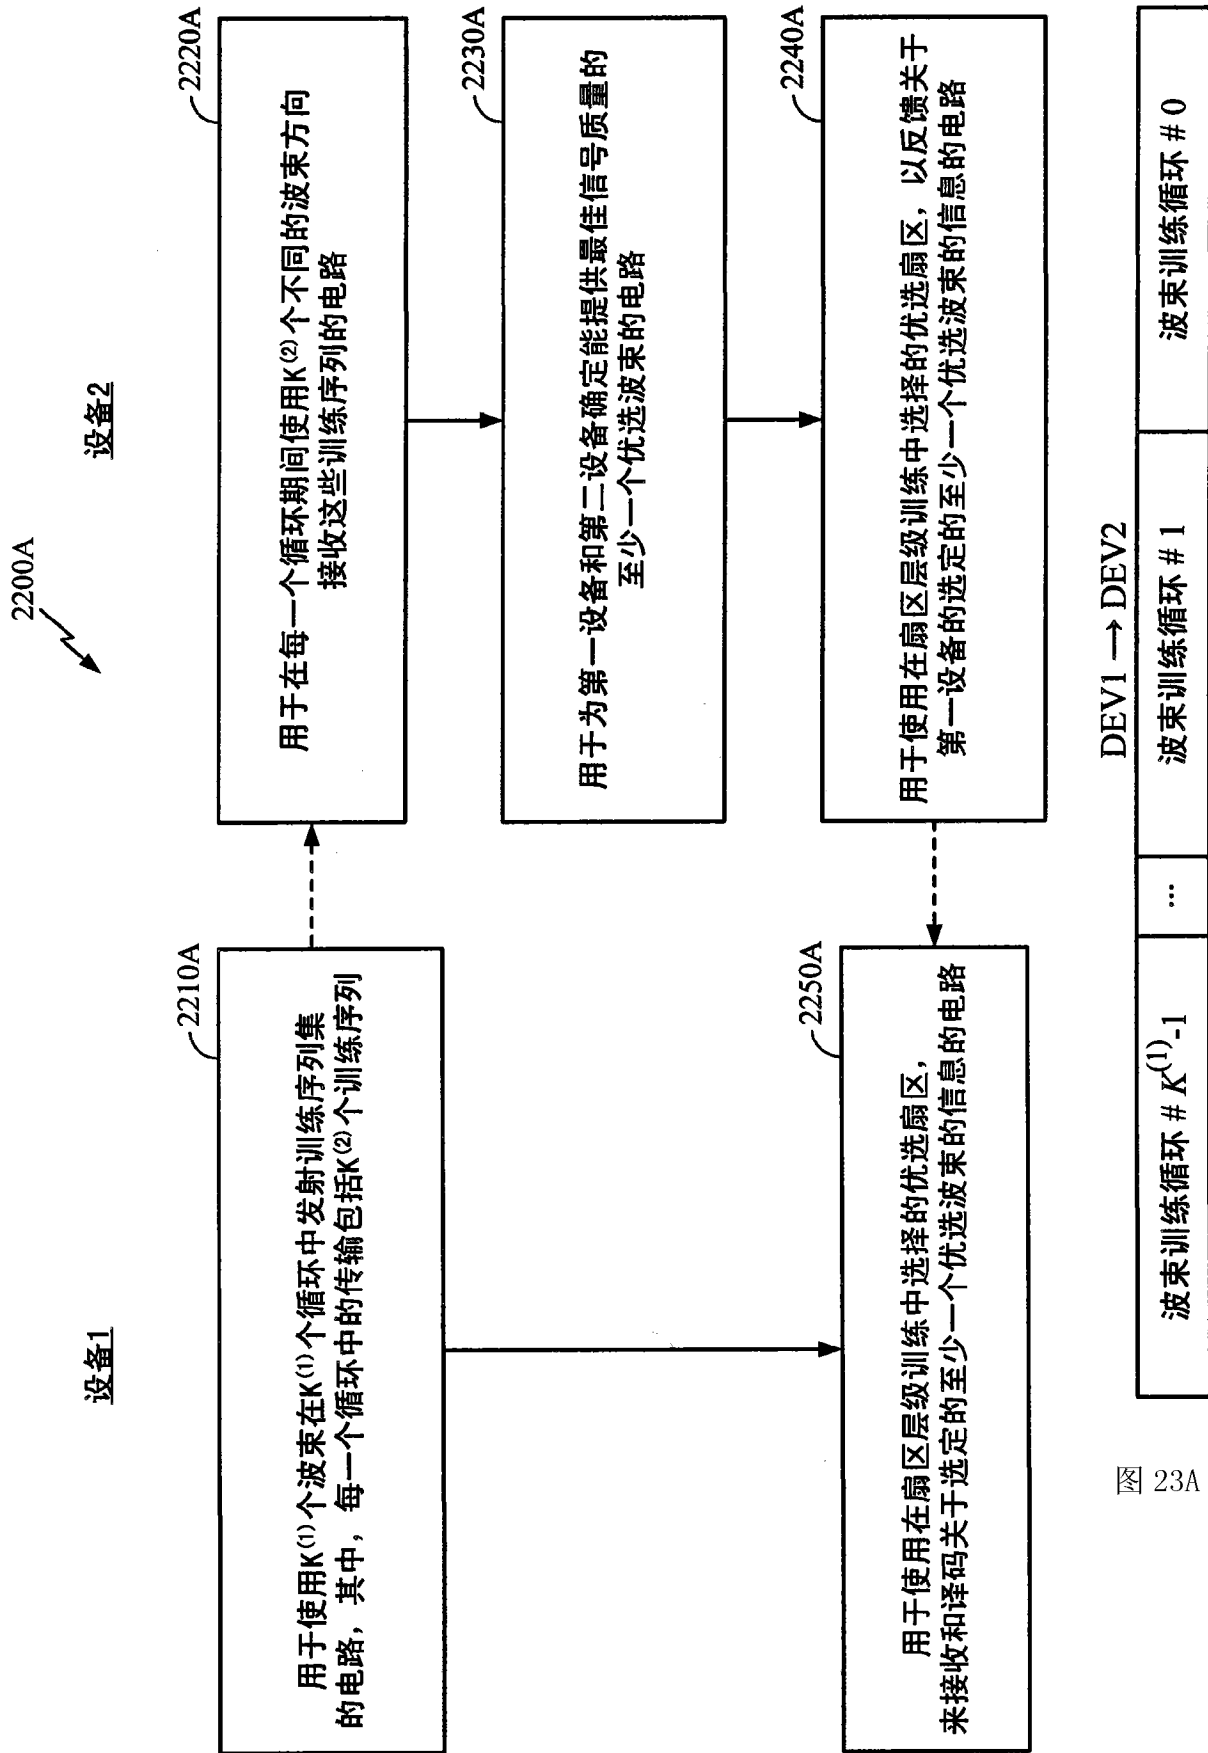 2200A
设备1
设备2
2210A
用于使用K⁽¹⁾个波束在K⁽¹⁾个循环中发射训练序列集
的电路，其中，每一个循环中的传输包括K⁽²⁾个训练序列
2220A
用于在每一个循环期间使用K⁽²⁾个不同的波束方向
接收这些训练序列的电路
2230A
用于为第一设备和第二设备确定能提供最佳信号质量的
至少一个优选波束的电路
2240A
用于使用在扇区层级训练中选择的优选扇区，以反馈关于
第一设备的选定的至少一个优选波束的信息的电路
2250A
用于使用在扇区层级训练中选择的优选扇区，
来接收和译码关于选定的至少一个优选波束的信息的电路
DEV1 → DEV2
波束训练循环 # K⁽¹⁾-1
…
波束训练循环 # 1
波束训练循环 # 0
图 23A